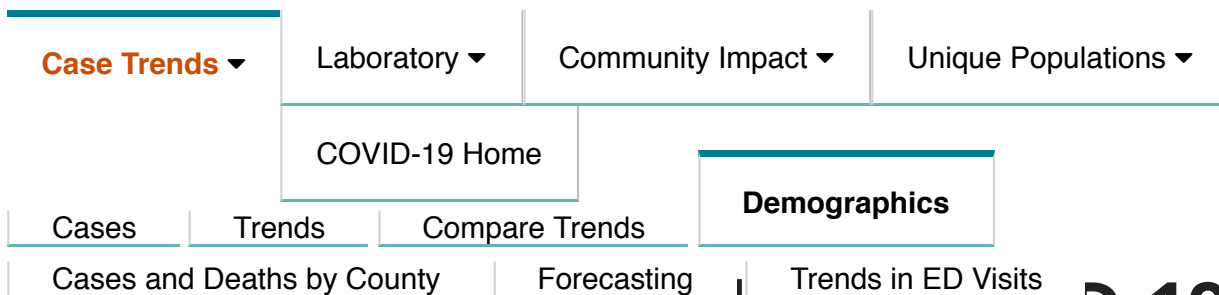 Case Trends ▾ Laboratory ▾ Community Impact ▾ Unique Populations ▾
COVID-19 Home
Demographics
Cases Trends Compare Trends
Cases and Deaths by County Forecasting Trends in ED Visits